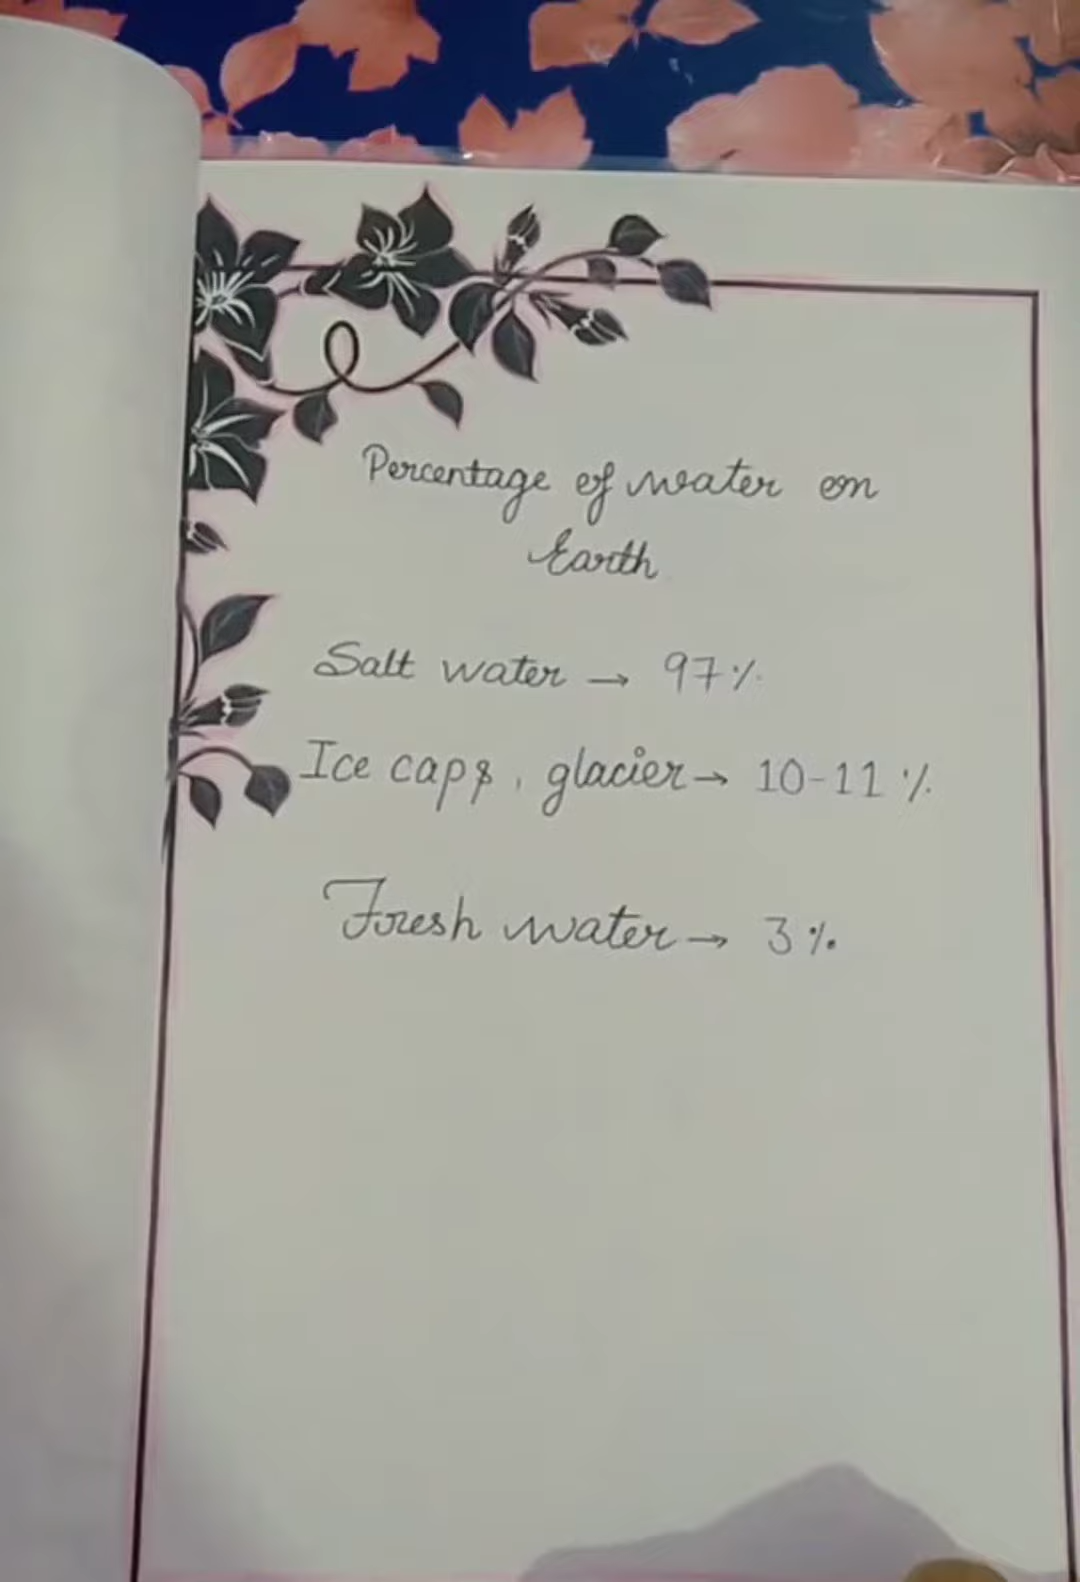 Percentage of water on
Earth
Salt water → 97%
Ice caps, glacier → 10-11 %
Fresh water → 3%